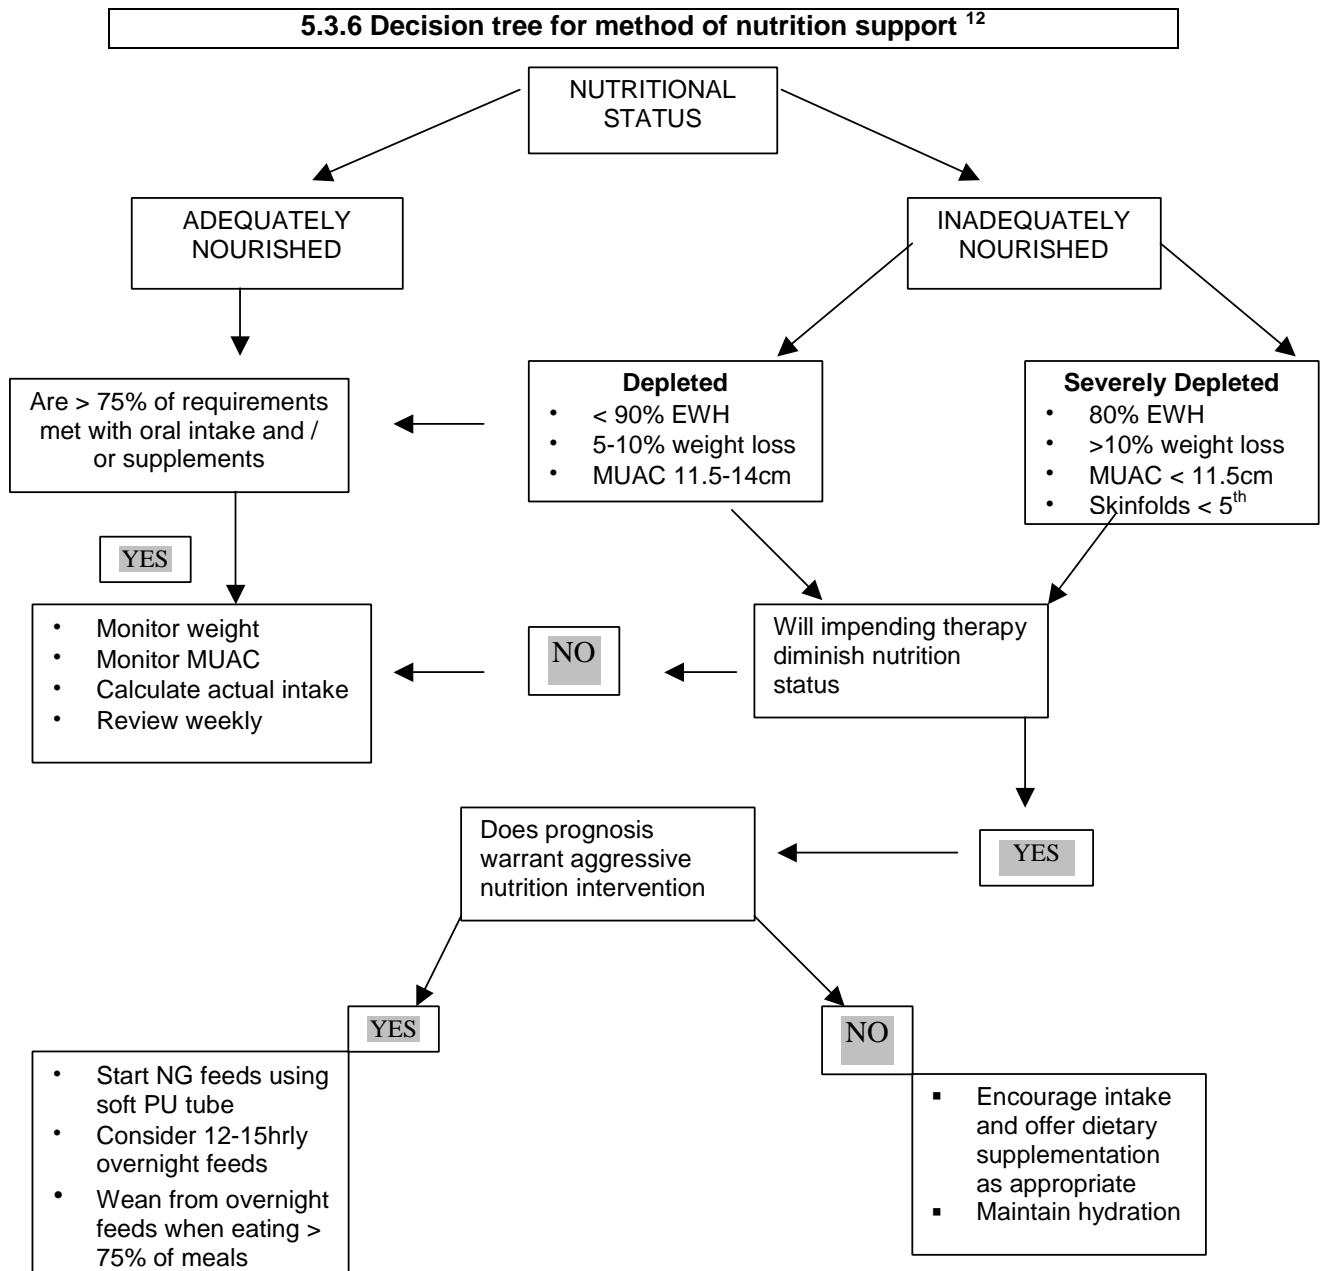 5.3.6 Decision tree for method of nutrition support 12
NUTRITIONAL
STATUS
ADEQUATELY
NOURISHED
INADEQUATELY
NOURISHED
Are > 75% of requirements
met with oral intake and /
or supplements
Depleted
• < 90% EWH
• 5-10% weight loss
• MUAC 11.5-14cm
Severely Depleted
• 80% EWH
• >10% weight loss
• MUAC < 11.5cm
• Skinfolds < 5th
YES
• Monitor weight
• Monitor MUAC
• Calculate actual intake
• Review weekly
NO
Will impending therapy
diminish nutrition
status
Does prognosis
warrant aggressive
nutrition intervention
YES
YES
NO
• Start NG feeds using
soft PU tube
• Consider 12-15hrly
overnight feeds
• Wean from overnight
feeds when eating >
75% of meals
▪ Encourage intake
and offer dietary
supplementation
as appropriate
▪ Maintain hydration